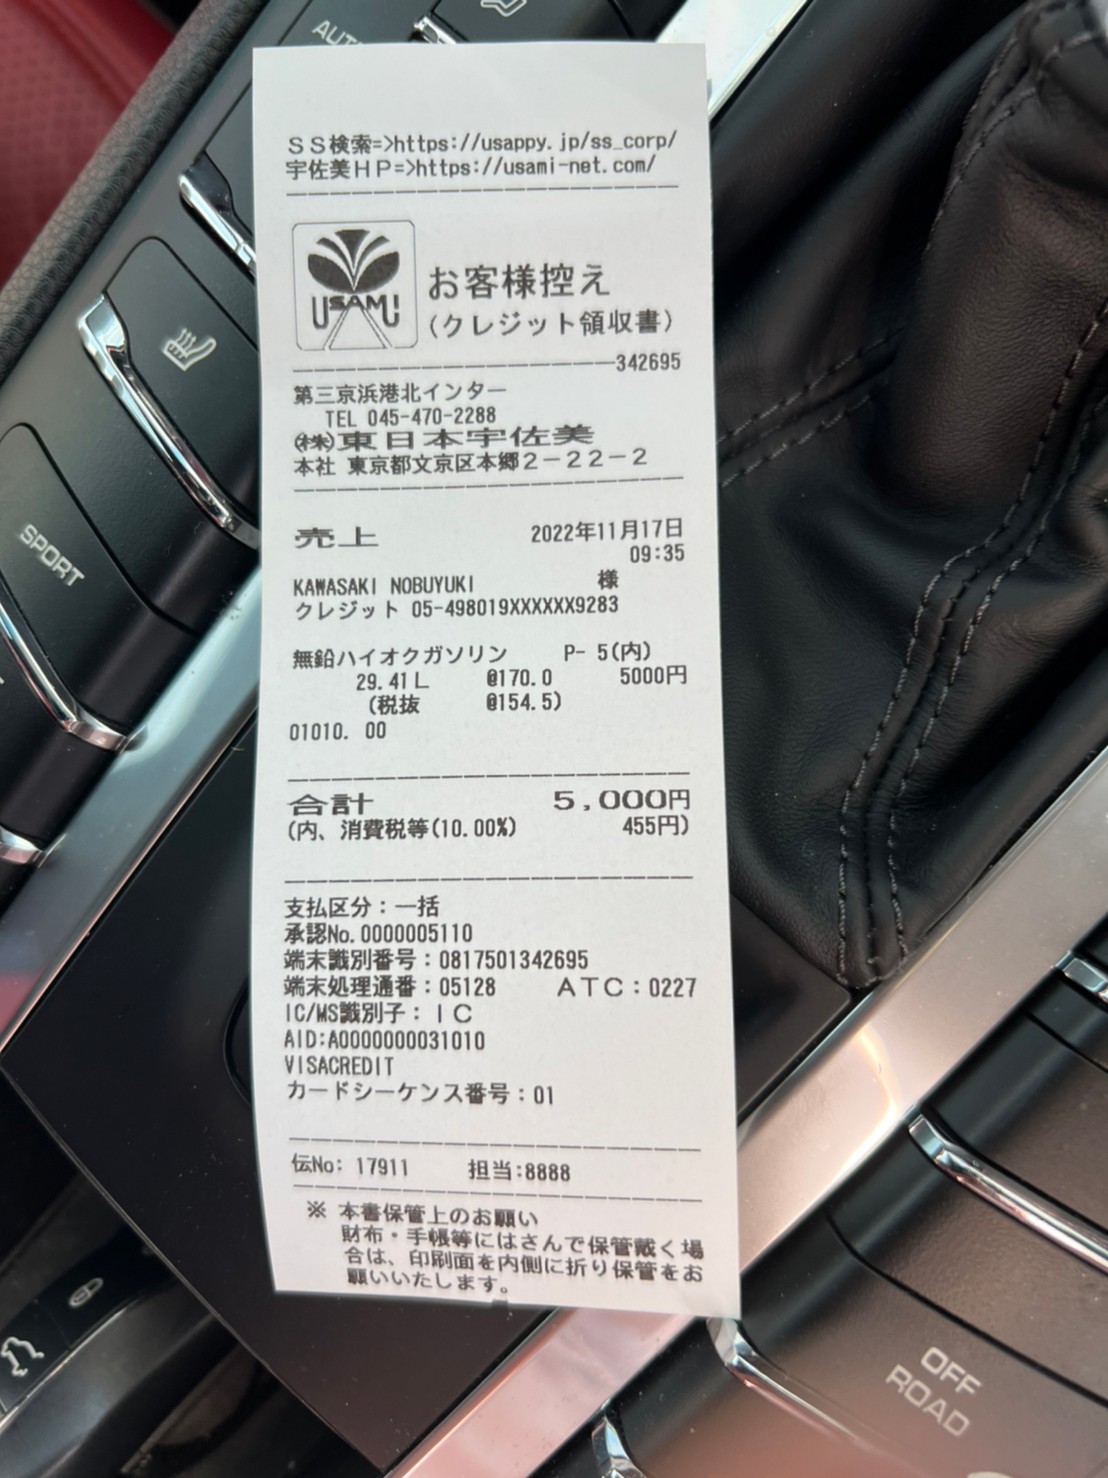 AUTO
ＳＳ検索=>https://usappy.jp/ss_corp/
宇佐美ＨＰ=>https://usami-net.com/
USAMI
お客様控え
(クレジット領収書)
342695
第三京浜港北インター
TEL 045-470-2288
㈱東日本宇佐美
本社 東京都文京区本郷２－２２－２
売上 2022年11月17日
09:35
KAWASAKI NOBUYUKI 様
クレジット 05-498019XXXXXX9283
無鉛ハイオクガソリン P- 5(内)
29.41Ｌ @170.0 5000円
(税抜 @154.5)
01010. 00
合計 5,000円
(内、消費税等(10.00%) 455円)
支払区分：一括
承認No.0000005110
端末識別番号：0817501342695
端末処理通番：05128 ＡＴＣ：0227
IC/MS識別子：ＩＣ
AID:A0000000031010
VISACREDIT
カードシーケンス番号：01
伝No: 17911 担当:8888
※ 本書保管上のお願い
財布・手帳等にはさんで保管戴く場
合は、印刷面を内側に折り保管をお
願いいたします。
SPORT
OFF
ROAD